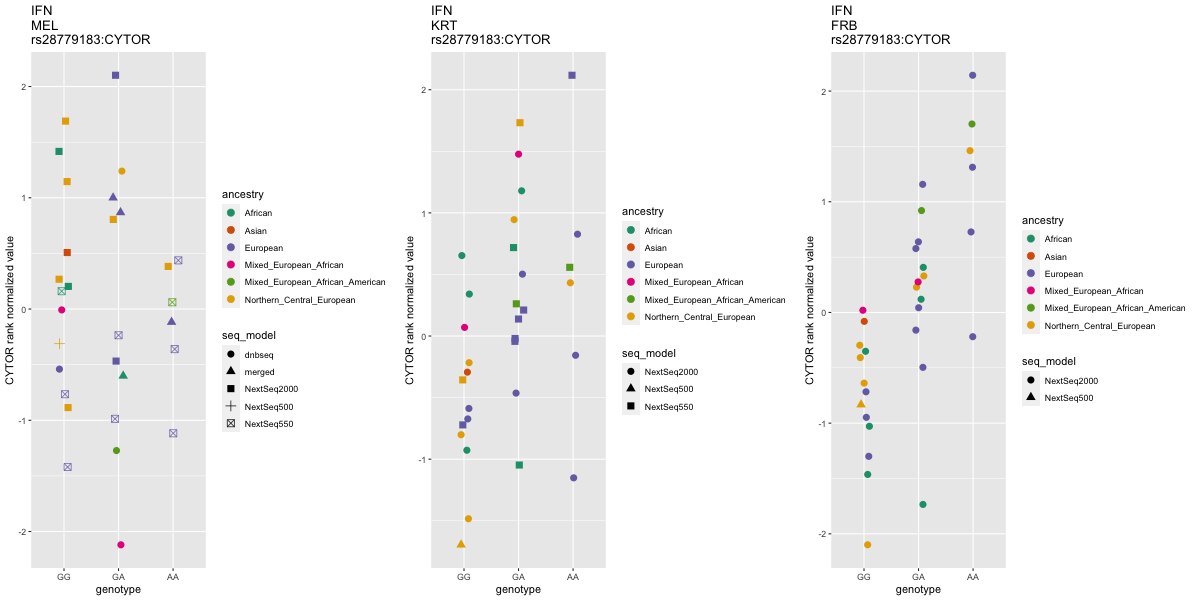 IFN
MEL
rs28779183:CYTOR
CYTOR rank normalized value
2
1
0
-1
-2
GG
GA
AA
genotype
ancestry
African
Asian
European
Mixed_European_African
Mixed_European_African_American
Northern_Central_European
seq_model
dnbseq
merged
NextSeq2000
NextSeq500
NextSeq550
IFN
KRT
rs28779183:CYTOR
CYTOR rank normalized value
2
1
0
-1
GG
GA
AA
genotype
ancestry
African
Asian
European
Mixed_European_African
Mixed_European_African_American
Northern_Central_European
seq_model
NextSeq2000
NextSeq500
NextSeq550
IFN
FRB
rs28779183:CYTOR
CYTOR rank normalized value
2
1
0
-1
-2
GG
GA
AA
genotype
ancestry
African
Asian
European
Mixed_European_African
Mixed_European_African_American
Northern_Central_European
seq_model
NextSeq2000
NextSeq500